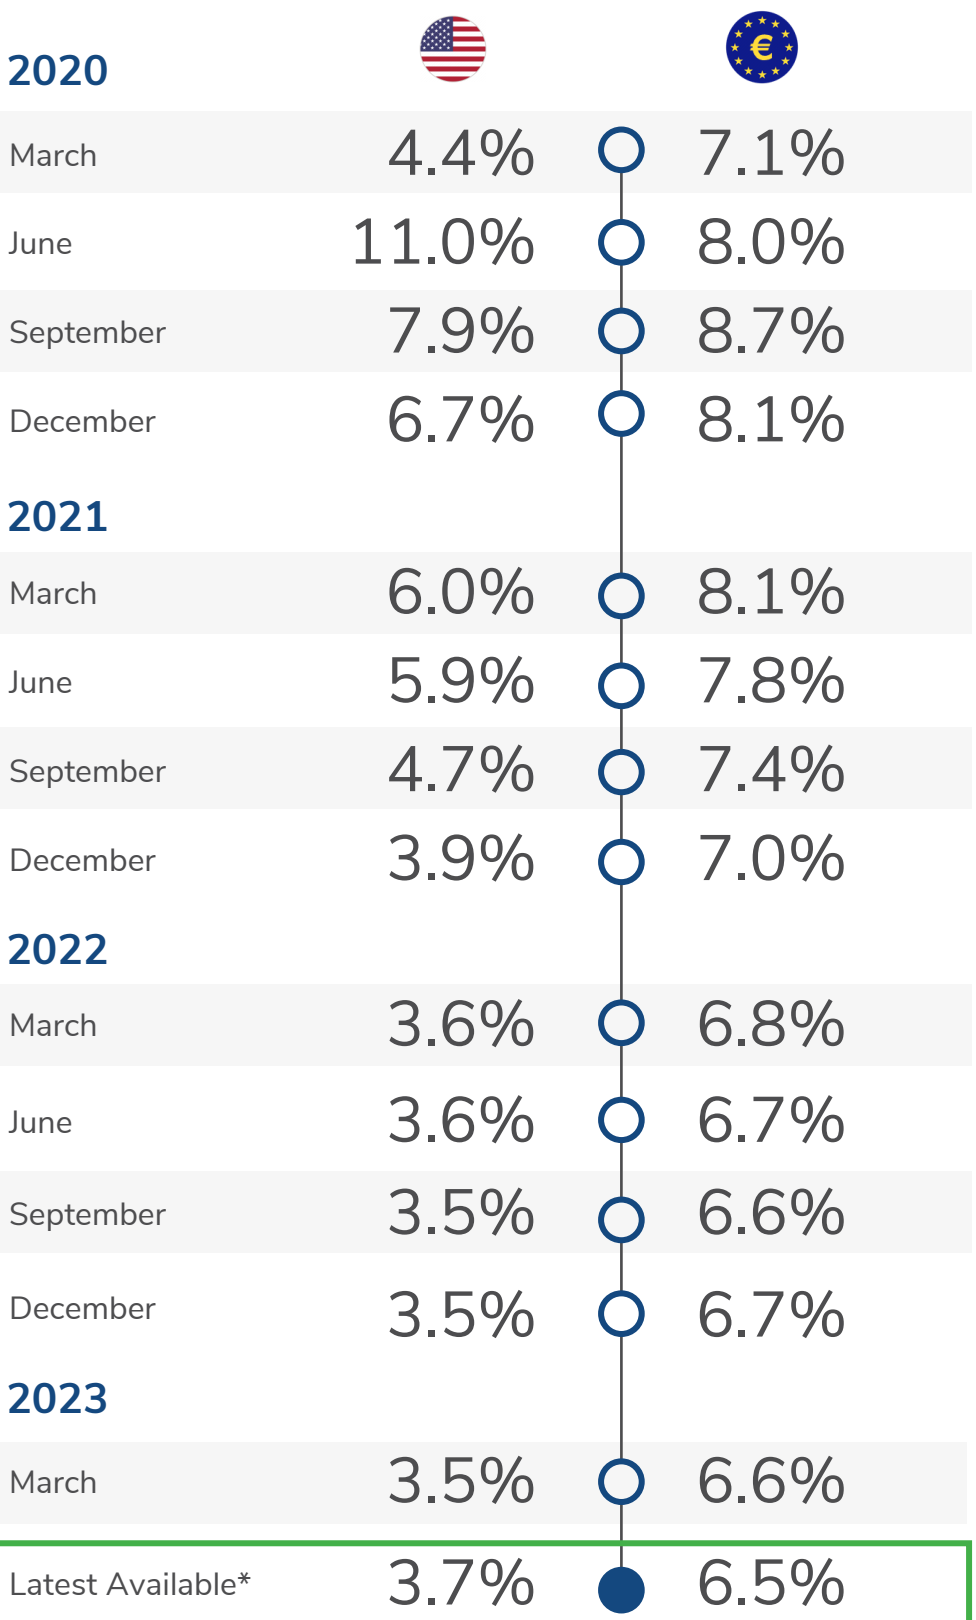 2020 €
March 4.4% 7.1%
June 11.0% 8.0%
September 7.9% 8.7%
December 6.7% 8.1%
2021
March 6.0% 8.1%
June 5.9% 7.8%
September 4.7% 7.4%
December 3.9% 7.0%
2022
March 3.6% 6.8%
June 3.6% 6.7%
September 3.5% 6.6%
December 3.5% 6.7%
2023
March 3.5% 6.6%
Latest Available* 3.7% 6.5%